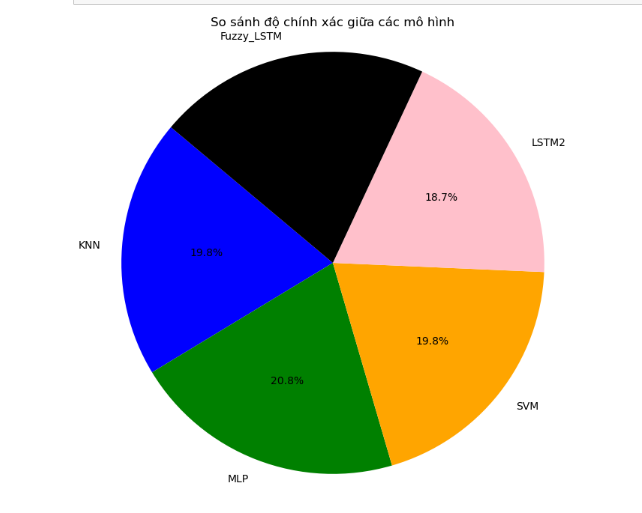 So sánh độ chính xác giữa các mô hình
Fuzzy_LSTM
LSTM2
18.7%
KNN
19.8%
19.8%
20.8%
SVM
MLP